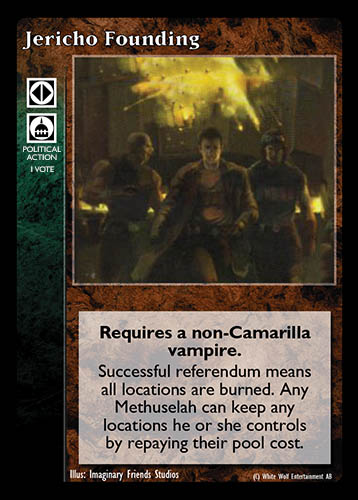 Jericho Founding
POLITICAL
ACTION
1 VOTE
Requires a non-Camarilla
vampire.
Successful referendum means
all locations are burned. Any
Methuselah can keep any
locations he or she controls
by repaying their pool cost.
Illus: Imaginary Friends Studios
(C) White Wolf Entertainment AB